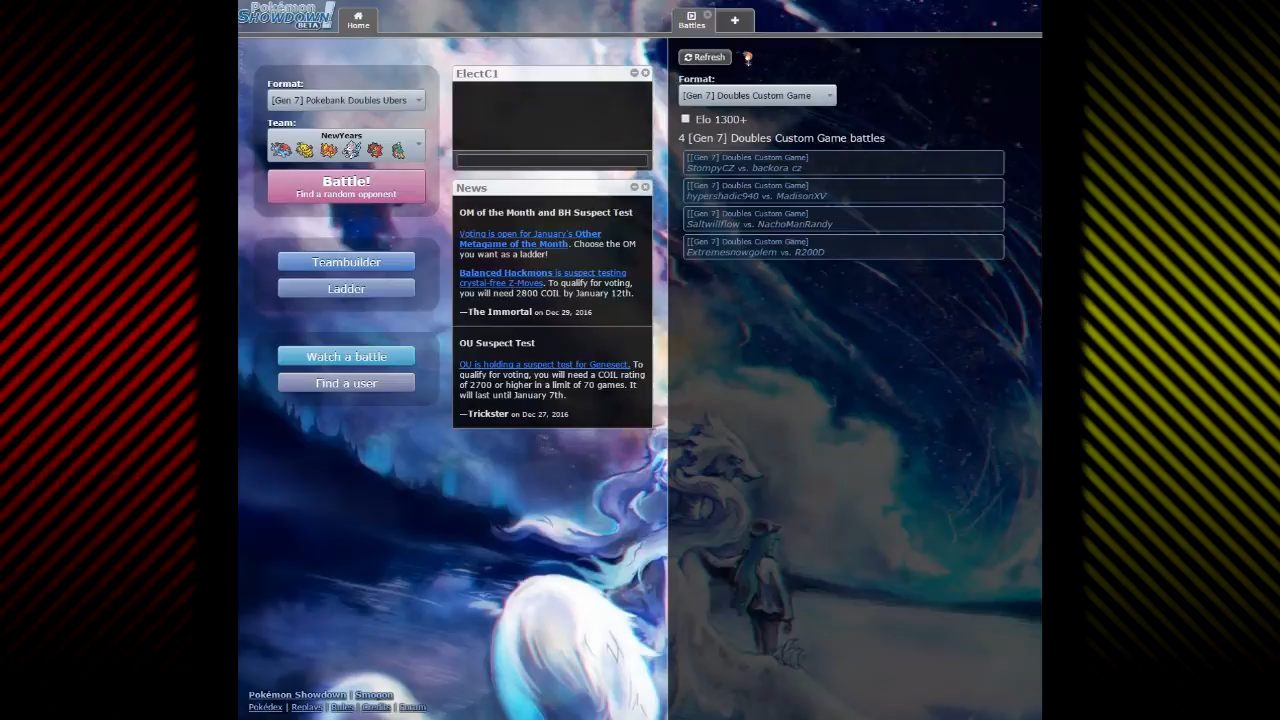 Pokémon
SHOWDOWN!
BETA
Home
Format:
[Gen 7] Pokebank Doubles Ubers
Team:
NewYears
Battle!
Find a random opponent
Teambuilder
Ladder
Watch a battle
Find a user
Pokémon Showdown | Smogon
Pokédex | Replays | Rules | Credits | Forum
ElectC1
News
OM of the Month and BH Suspect Test
Voting is open for January's Other
Metagame of the Month. Choose the OM
you want as a ladder!
Balanced Hackmons is suspect testing
crystal-free Z-Moves. To qualify for voting,
you will need 2800 COIL by January 12th.
—The Immortal on Dec 29, 2016
OU Suspect Test
OU is holding a suspect test for Genesect. To
qualify for voting, you will need a COIL rating
of 2700 or higher in a limit of 70 games. It
will last until January 7th.
—Trickster on Dec 27, 2016
Battles
Refresh
Format:
[Gen 7] Doubles Custom Game
Elo 1300+
4 [Gen 7] Doubles Custom Game battles
[[Gen 7] Doubles Custom Game]
StompyCZ vs. backora cz
[[Gen 7] Doubles Custom Game]
hypershadic940 vs. MadisonXV
[[Gen 7] Doubles Custom Game]
Saltwillflow vs. NachoManRandy
[[Gen 7] Doubles Custom Game]
Extremesnowgolem vs. R200D